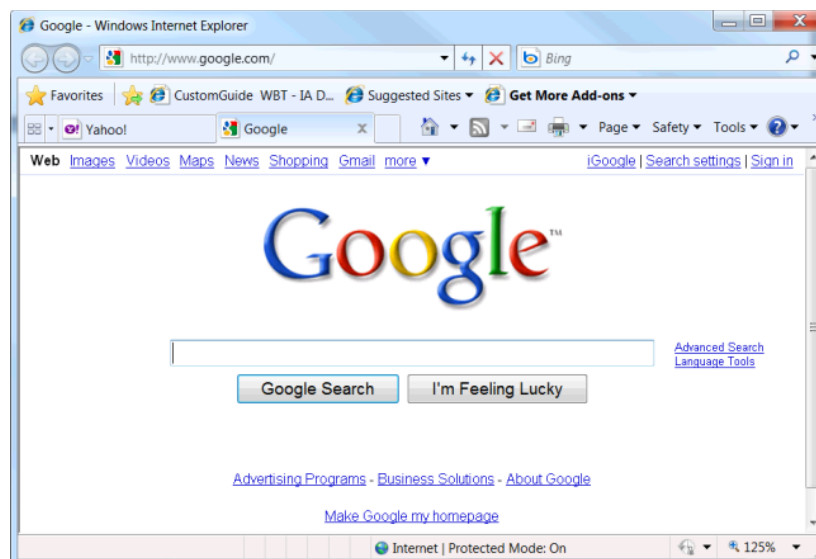 Google - Windows Internet Explorer
http://www.google.com/ Bing
Favorites CustomGuide WBT - IA D... Suggested Sites Get More Add-ons
Yahoo! Google x Page Safety Tools
Web Images Videos Maps News Shopping Gmail more iGoogle | Search settings | Sign in
Google™
Advanced Search
Language Tools
Google Search I'm Feeling Lucky
Advertising Programs - Business Solutions - About Google
Make Google my homepage
Internet | Protected Mode: On 125%